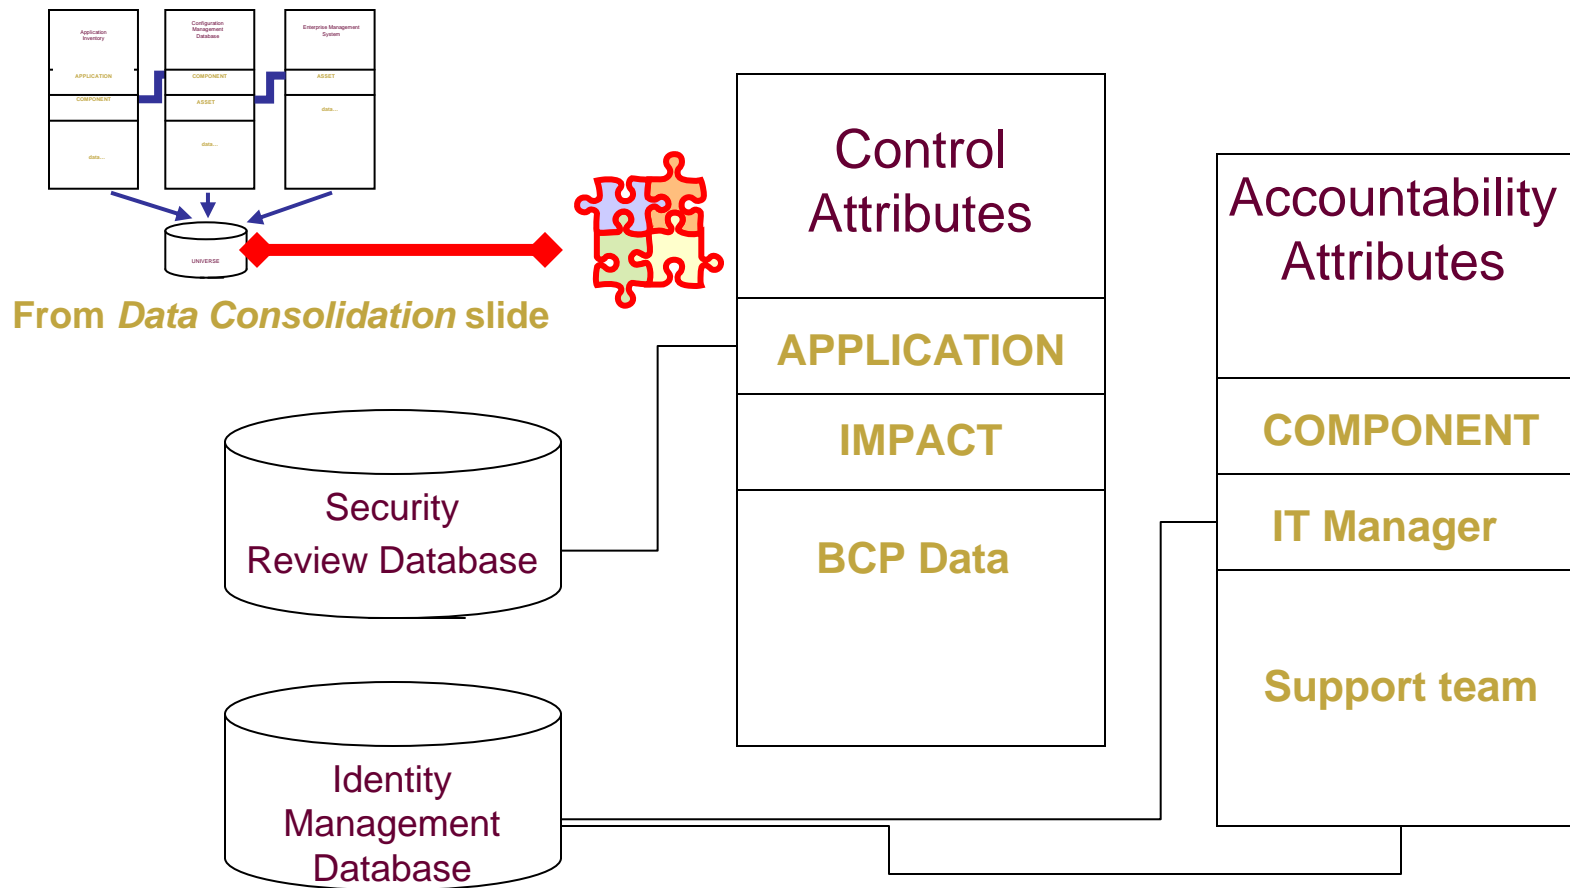 Application
Inventory
APPLICATION
COMPONENT
data...
Configuration
Management
Database
COMPONENT
ASSET
data...
Enterprise Management
System
ASSET
data...
UNIVERSE
From Data Consolidation slide
Control
Attributes
APPLICATION
IMPACT
BCP Data
Accountability
Attributes
COMPONENT
IT Manager
Support team
Security
Review Database
Identity
Management
Database